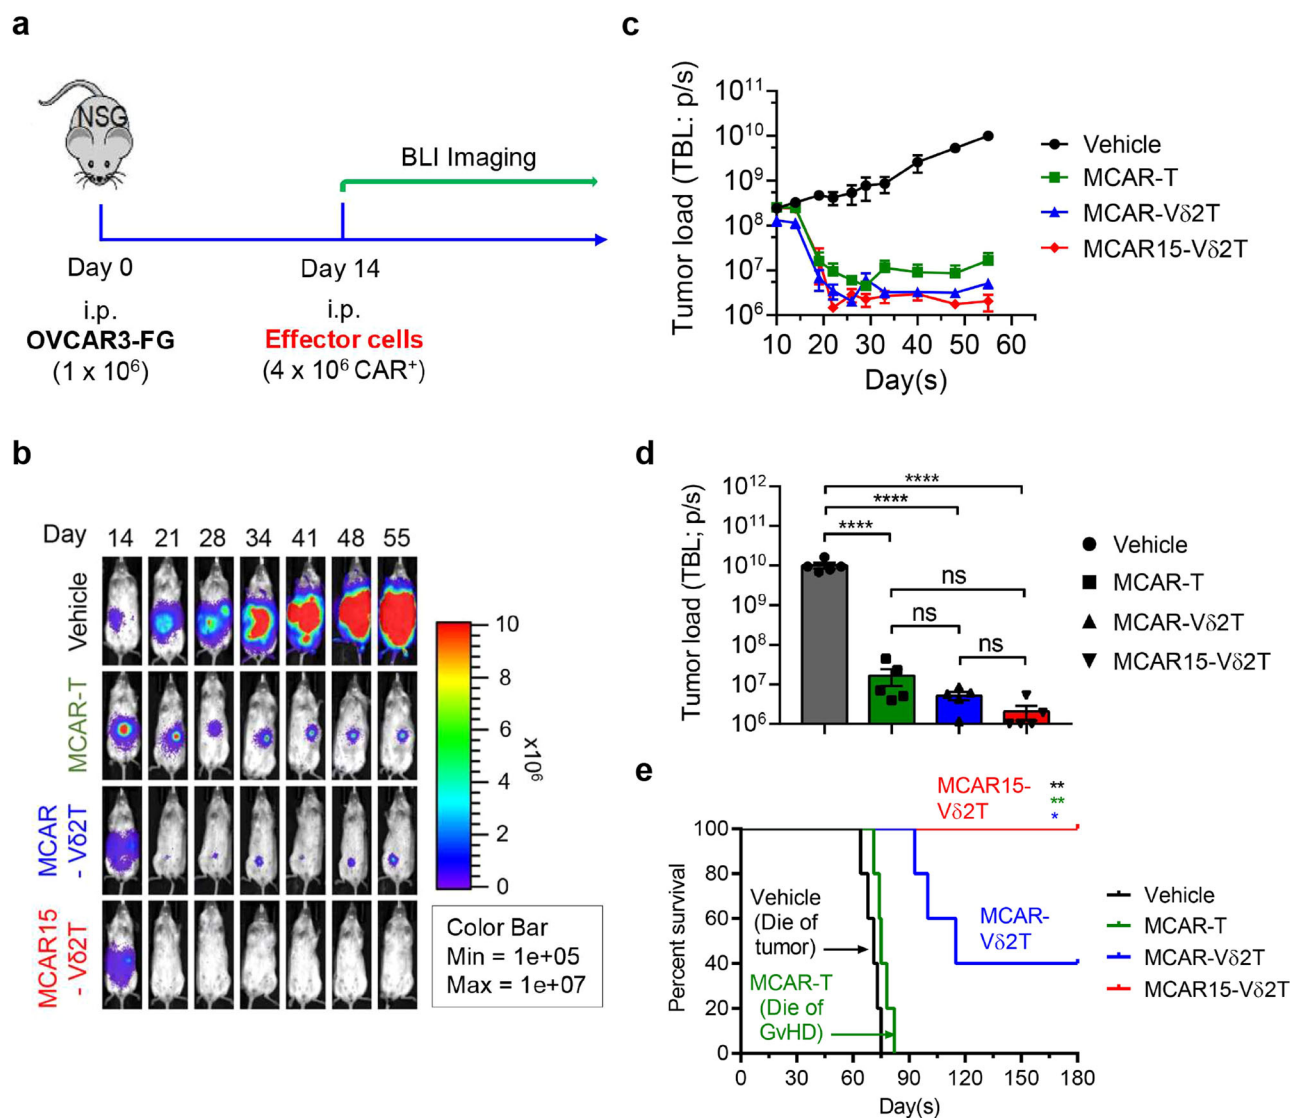 a
NSG
BLI Imaging
Day 0
Day 14
i.p.
i.p.
OVCAR3-FG
Effector cells
(1 x 10⁶)
(4 x 10⁶ CAR⁺)
b
Day
14 21 28 34 41 48 55
Vehicle
MCAR-T
MCAR
- Vδ2T
MCAR15
- Vδ2T
10
8
6
4
2
0
x10⁶
Color Bar
Min = 1e+05
Max = 1e+07
c
Tumor load (TBL: p/s)
10¹¹
10¹⁰
10⁹
10⁸
10⁷
10⁶
10 20 30 40 50 60
Day(s)
Vehicle
MCAR-T
MCAR-Vδ2T
MCAR15-Vδ2T
d
Tumor load (TBL; p/s)
10¹²
10¹¹
10¹⁰
10⁹
10⁸
10⁷
10⁶
****
****
****
ns
ns
ns
Vehicle
MCAR-T
MCAR-Vδ2T
MCAR15-Vδ2T
e
Percent survival
100
80
60
40
20
0
0 30 60 90 120 150 180
Day(s)
MCAR15-
Vδ2T
**
**
*
Vehicle
(Die of
tumor)
MCAR-T
(Die of
GvHD)
MCAR-
Vδ2T
Vehicle
MCAR-T
MCAR-Vδ2T
MCAR15-Vδ2T